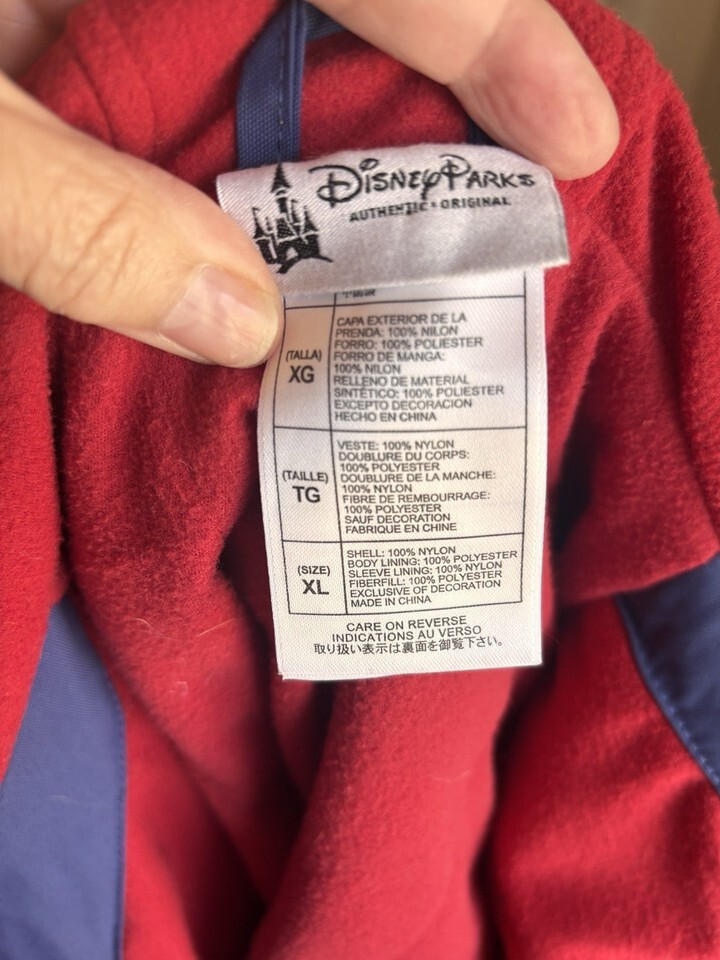 DISNEY PARKS
AUTHENTIC • ORIGINAL
(TALLA)
XG
CAPA EXTERIOR DE LA
PRENDA: 100% NILON
FORRO: 100% POLIESTER
FORRO DE MANGA:
100% NILON
RELLENO DE MATERIAL
SINTÉTICO: 100% POLIESTER
EXCEPTO DECORACION
HECHO EN CHINA
(TAILLE)
TG
VESTE: 100% NYLON
DOUBLURE DU CORPS:
100% POLYESTER
DOUBLURE DE LA MANCHE:
100% NYLON
FIBRE DE REMBOURRAGE:
100% POLYESTER
SAUF DECORATION
FABRIQUE EN CHINE
(SIZE)
XL
SHELL: 100% NYLON
BODY LINING: 100% POLYESTER
SLEEVE LINING: 100% NYLON
FIBERFILL: 100% POLYESTER
EXCLUSIVE OF DECORATION
MADE IN CHINA
CARE ON REVERSE
INDICATIONS AU VERSO
取り扱い表示は裏面を御覧下さい。